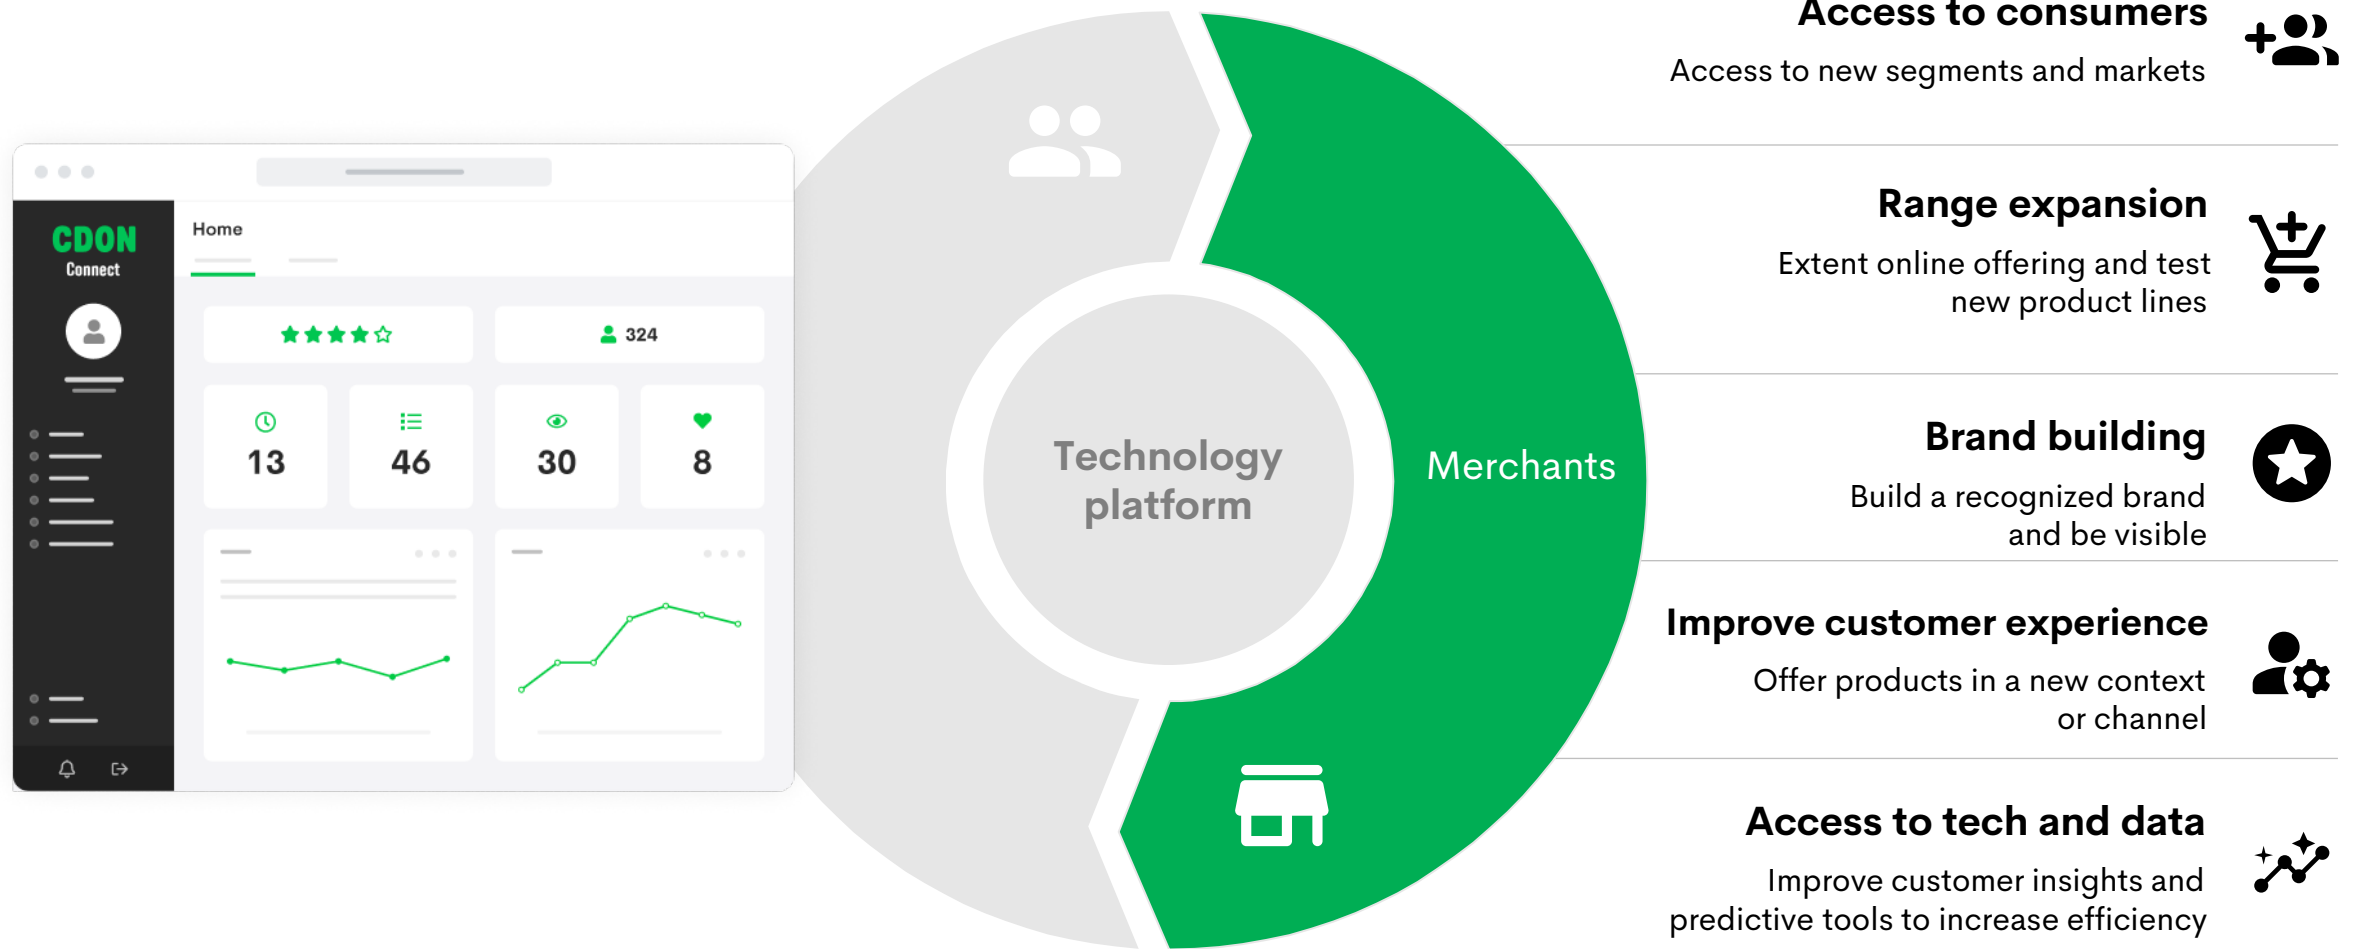 CDON
Connect
Home
324
13
46
30
8
Technology
platform
Merchants
Access to consumers
Access to new segments and markets
Range expansion
Extent online offering and test
new product lines
Brand building
Build a recognized brand
and be visible
Improve customer experience
Offer products in a new context
or channel
Access to tech and data
Improve customer insights and
predictive tools to increase efficiency